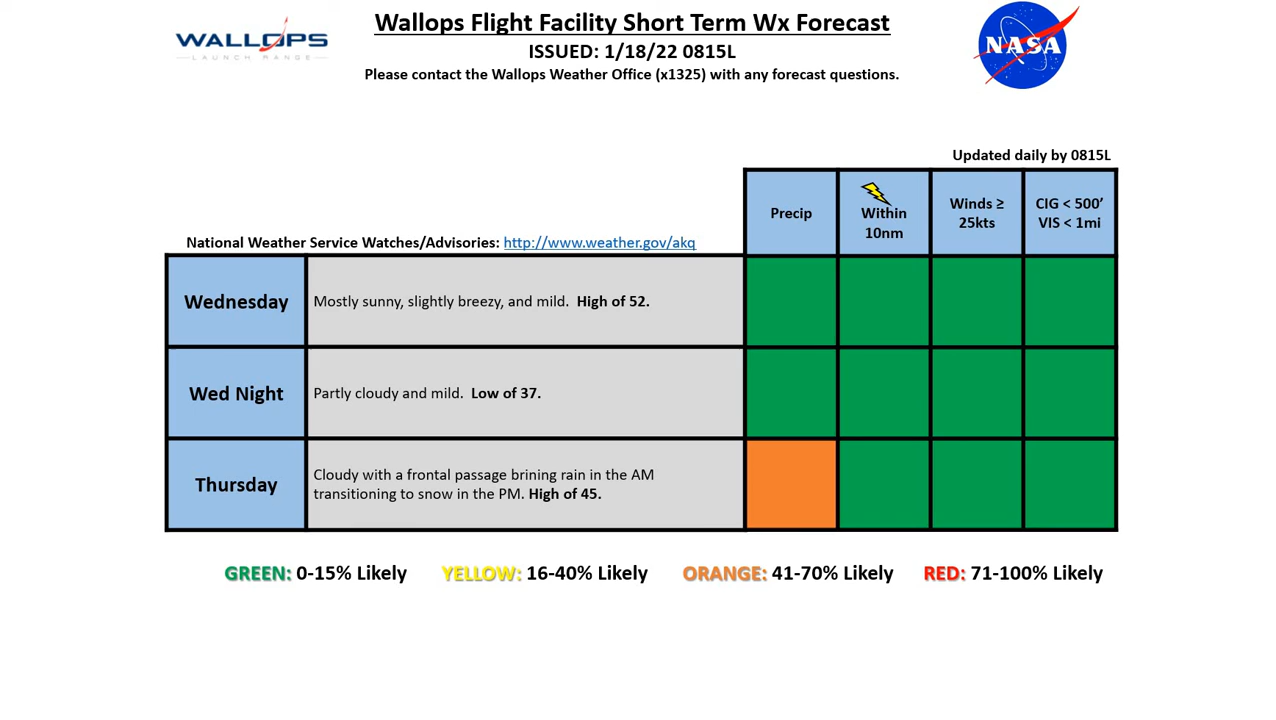 WALLOPS
LAUNCH RANGE
Wallops Flight Facility Short Term Wx Forecast
ISSUED: 1/18/22 0815L
Please contact the Wallops Weather Office (x1325) with any forecast questions.
NASA
Updated daily by 0815L
Precip
Within
10nm
Winds ≥
25kts
CIG < 500’
VIS < 1mi
National Weather Service Watches/Advisories: http://www.weather.gov/akq
Wednesday
Mostly sunny, slightly breezy, and mild.  High of 52.
Wed Night
Partly cloudy and mild.  Low of 37.
Thursday
Cloudy with a frontal passage brining rain in the AM
transitioning to snow in the PM. High of 45.
GREEN: 0-15% Likely YELLOW: 16-40% Likely ORANGE: 41-70% Likely RED: 71-100% Likely